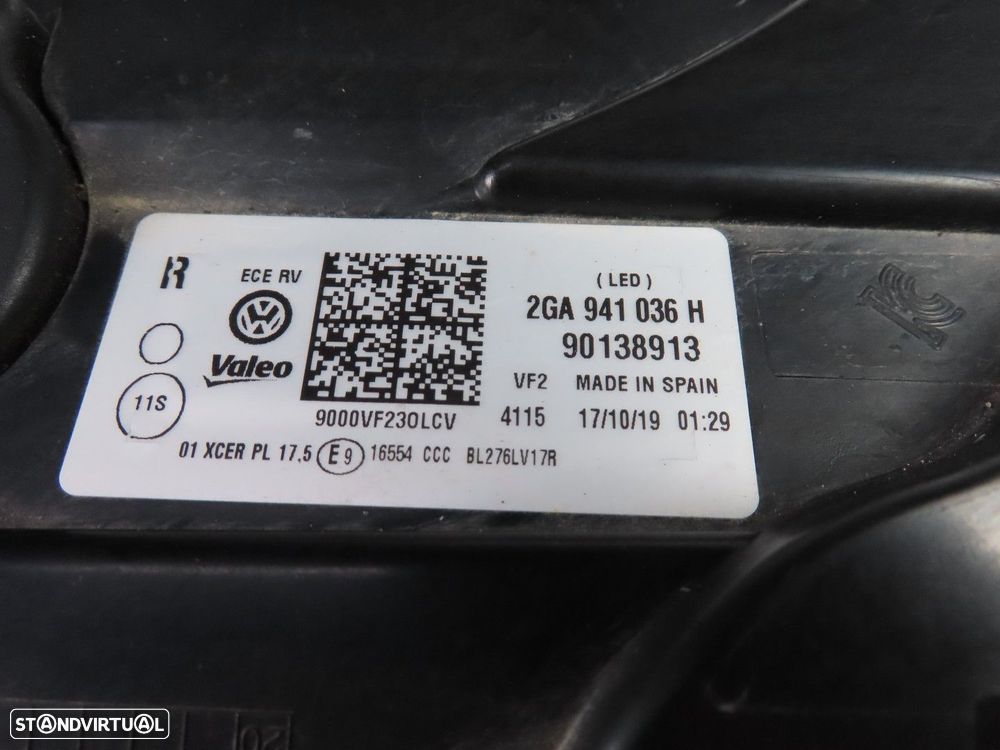 R
ECE RV
Valeo
11S
9000VF230LCV
( LED )
2GA 941 036 H
90138913
VF2 MADE IN SPAIN
4115 17/10/19 01:29
01 XCER PL 17,5 E9 16554 CCC BL276LV17R
STANDVIRTUAL